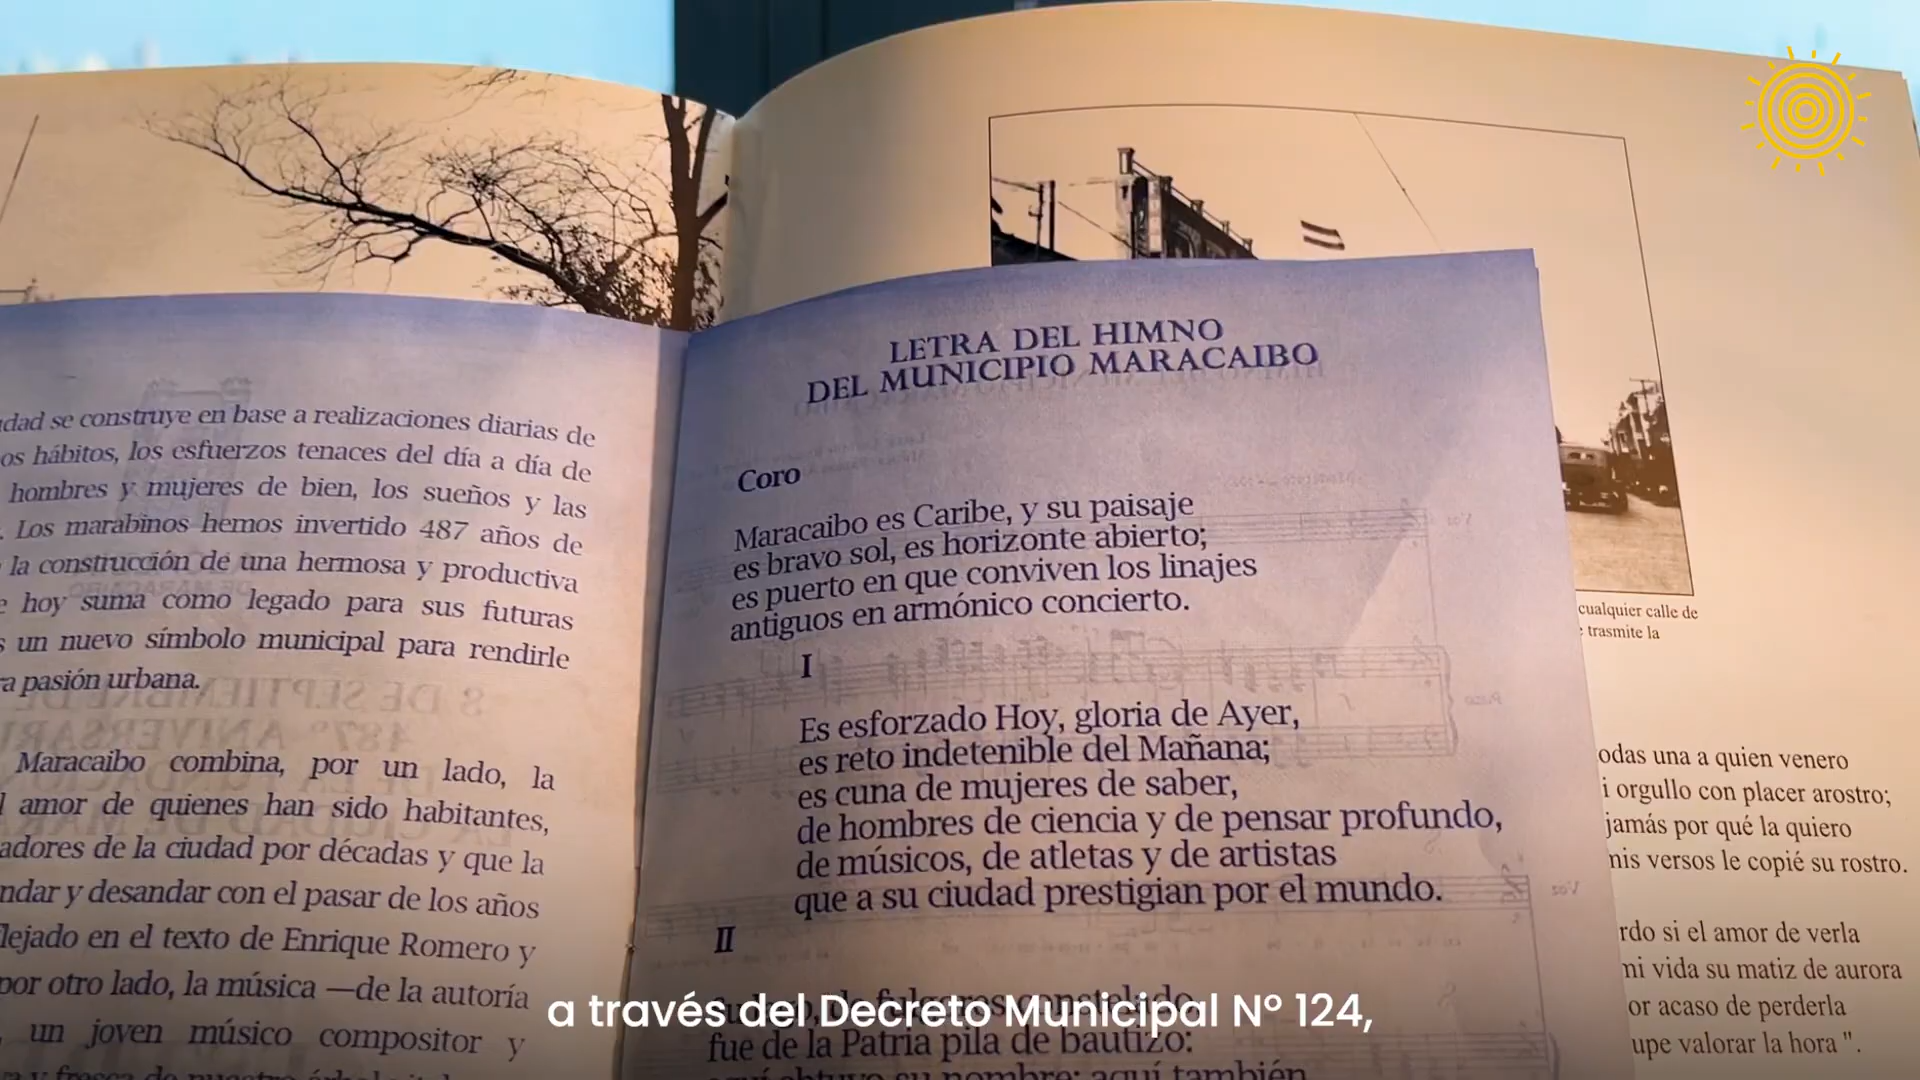 dad se construye en base a realizaciones diarias de
os hábitos, los esfuerzos tenaces del día a día de
hombres y mujeres de bien, los sueños y las
. Los marabinos hemos invertido 487 años de
la construcción de una hermosa y productiva
e hoy suma como legado para sus futuras
s un nuevo símbolo municipal para rendirle
a pasión urbana.
Maracaibo combina, por un lado, la
l amor de quienes han sido habitantes,
adores de la ciudad por décadas y que la
ndar y desandar con el pasar de los años
lejado en el texto de Enrique Romero y
por otro lado, la música —de la autoría
un joven músico compositor y
LETRA DEL HIMNO
DEL MUNICIPIO MARACAIBO
Coro
Maracaibo es Caribe, y su paisaje
es bravo sol, es horizonte abierto;
es puerto en que conviven los linajes
antiguos en armónico concierto.
I
Es esforzado Hoy, gloria de Ayer,
es reto indetenible del Mañana;
es cuna de mujeres de saber,
de hombres de ciencia y de pensar profundo,
de músicos, de atletas y de artistas
que a su ciudad prestigian por el mundo.
II
fue de la Patria pila de bautizo:
aquí obtuvo su nombre; aquí también
cualquier calle de
trasmite la
odas una a quien venero
i orgullo con placer arostro;
jamás por qué la quiero
nis versos le copié su rostro.
rdo si el amor de verla
mi vida su matiz de aurora
or acaso de perderla
upe valorar la hora ".
a través del Decreto Municipal Nº 124,